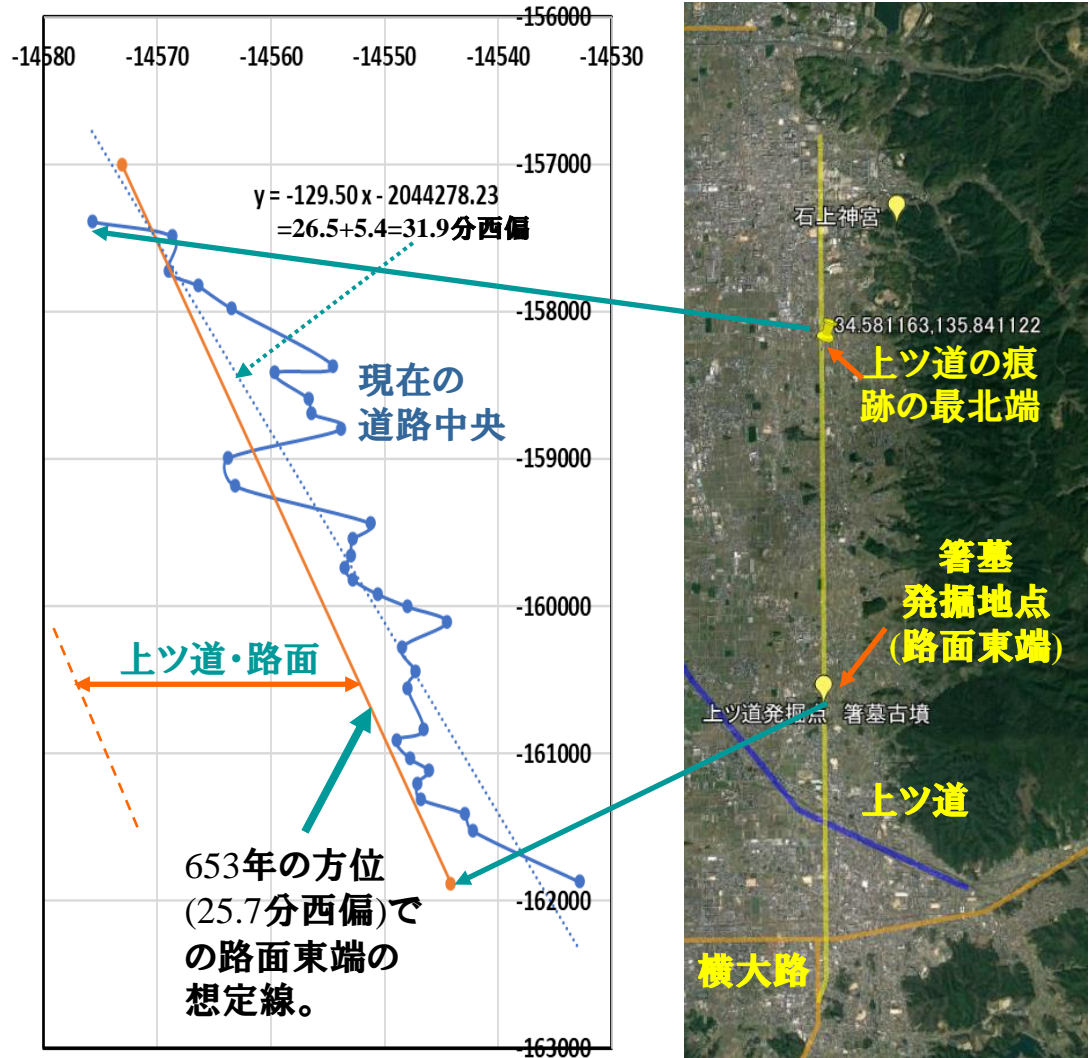 -156000
-14580
-14570
-14560
-14550
-14540
-14530
-157000
y = -129.50 x - 2044278.23
=26.5+5.4=31.9分西偏
-158000
現在の
道路中央
-159000
-160000
上ツ道・路面
-161000
653年の方位
(25.7分西偏)で
の路面東端の
想定線。
-162000
-163000
石上神宮
34.581163,135.841122
上ツ道の痕
跡の最北端
箸墓
発掘地点
(路面東端)
上ツ道発掘点 箸墓古墳
上ツ道
横大路